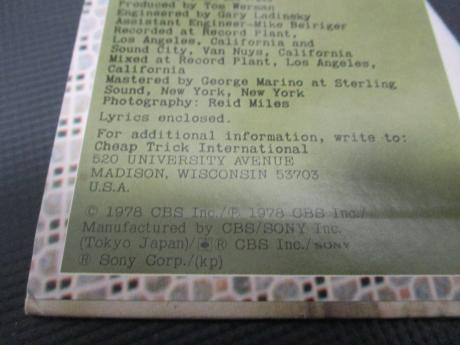 Produced by Tom Werman
Engineered by Gary Ladinsky
Assistant Engineer-Mike Beiriger
Recorded at Record Plant,
Los Angeles, California and
Sound City, Van Nuys, California
Mixed at Record Plant, Los Angeles,
California
Mastered by George Marino at Sterling
Sound, New York, New York
Photography: Reid Miles
Lyrics enclosed.
For additional information, write to:
Cheap Trick International
520 UNIVERSITY AVENUE
MADISON, WISCONSIN 53703
U.S.A.
© 1978 CBS Inc./℗ 1978 CBS Inc./
Manufactured by CBS/SONY Inc.
(Tokyo Japan)/® CBS Inc./SONY
® Sony Corp./(kp)